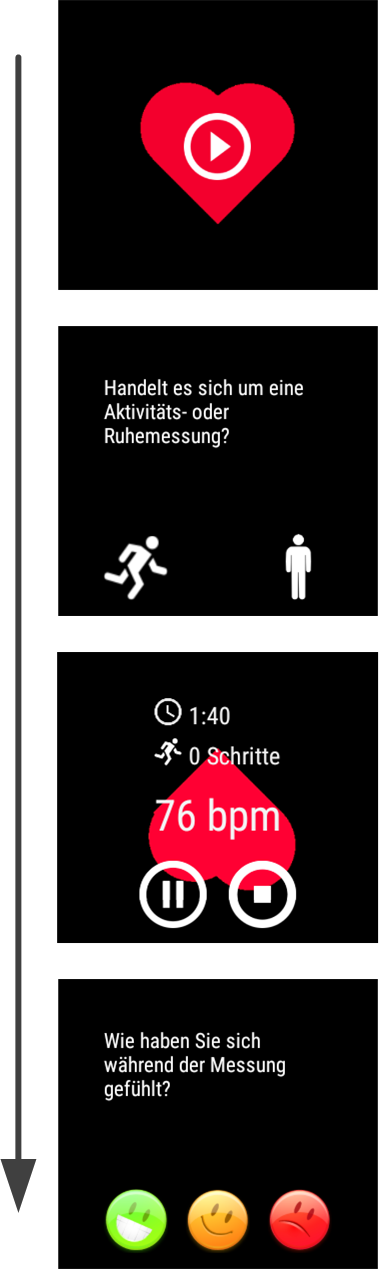 Handelt es sich um eine
Aktivitäts- oder
Ruhemessung?
1:40
0 Schritte
76 bpm
Wie haben Sie sich
während der Messung
gefühlt?